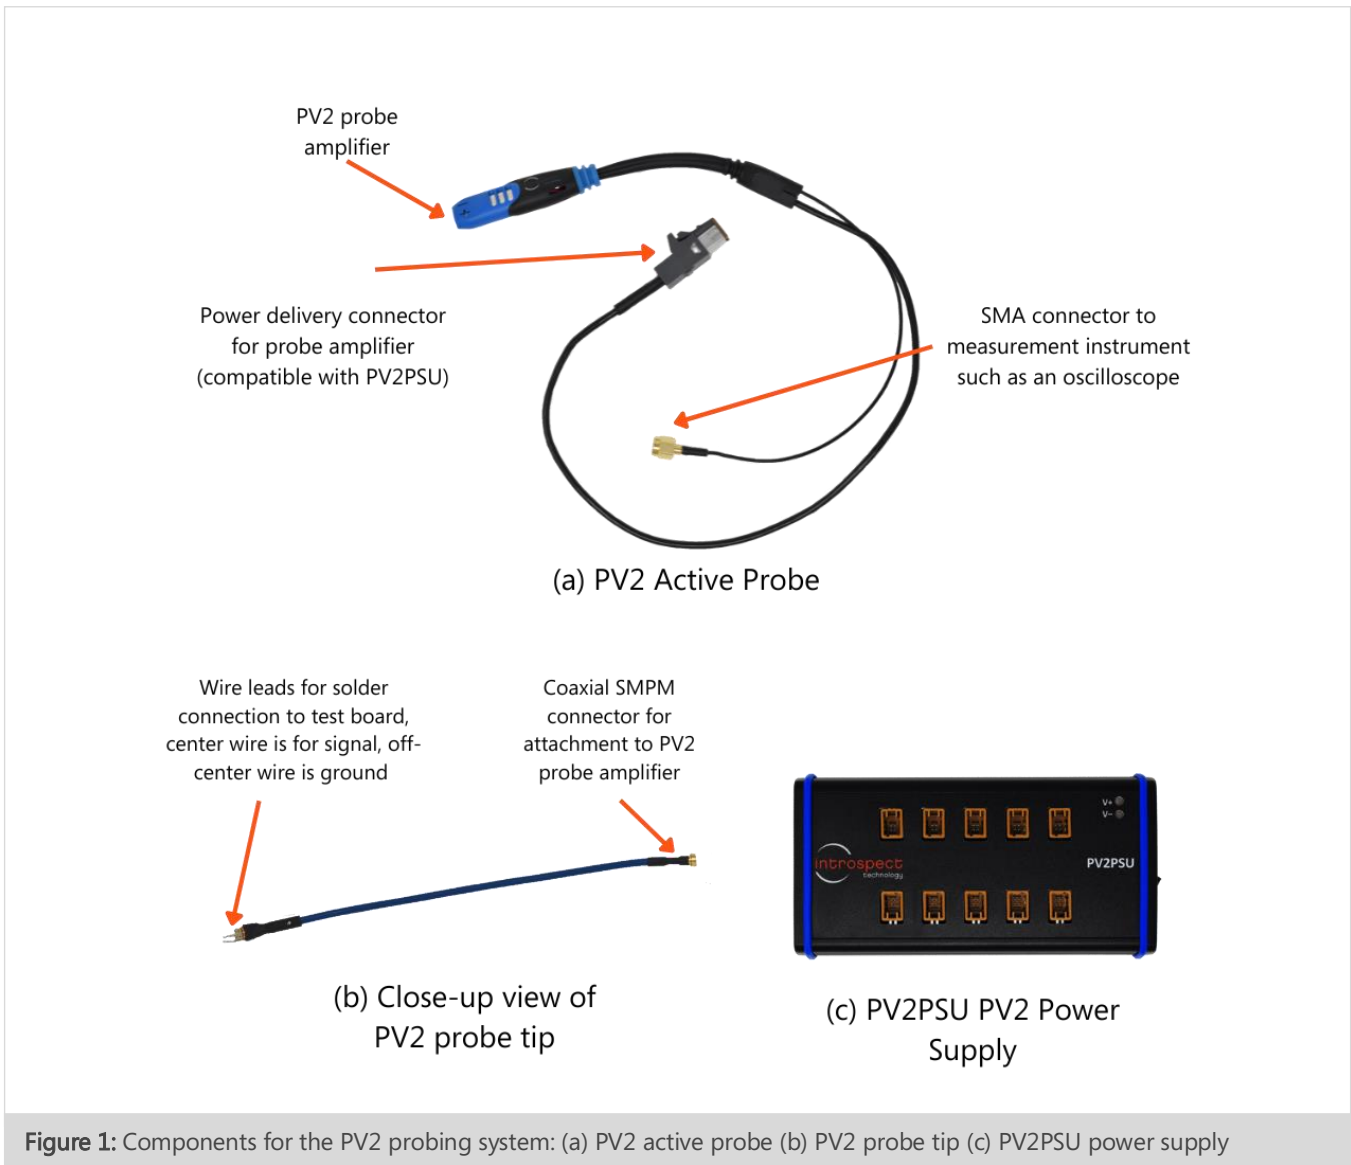 PV2 probe
amplifier
Power delivery connector
for probe amplifier
(compatible with PV2PSU)
SMA connector to
measurement instrument
such as an oscilloscope
(a) PV2 Active Probe
Wire leads for solder
connection to test board,
center wire is for signal, off-
center wire is ground
Coaxial SMPM
connector for
attachment to PV2
probe amplifier
V+
V-
introspect
technology
PV2PSU
(b) Close-up view of
PV2 probe tip
(c) PV2PSU PV2 Power
Supply
Figure 1: Components for the PV2 probing system: (a) PV2 active probe (b) PV2 probe tip (c) PV2PSU power supply